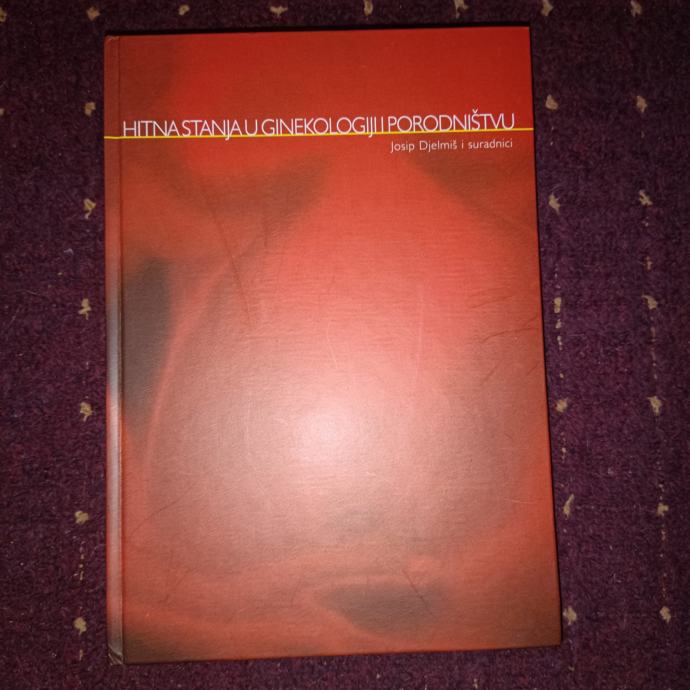 HITNA STANJA U GINEKOLOGIJI I PORODNIŠTVU
Josip Djelmiš i suradnici